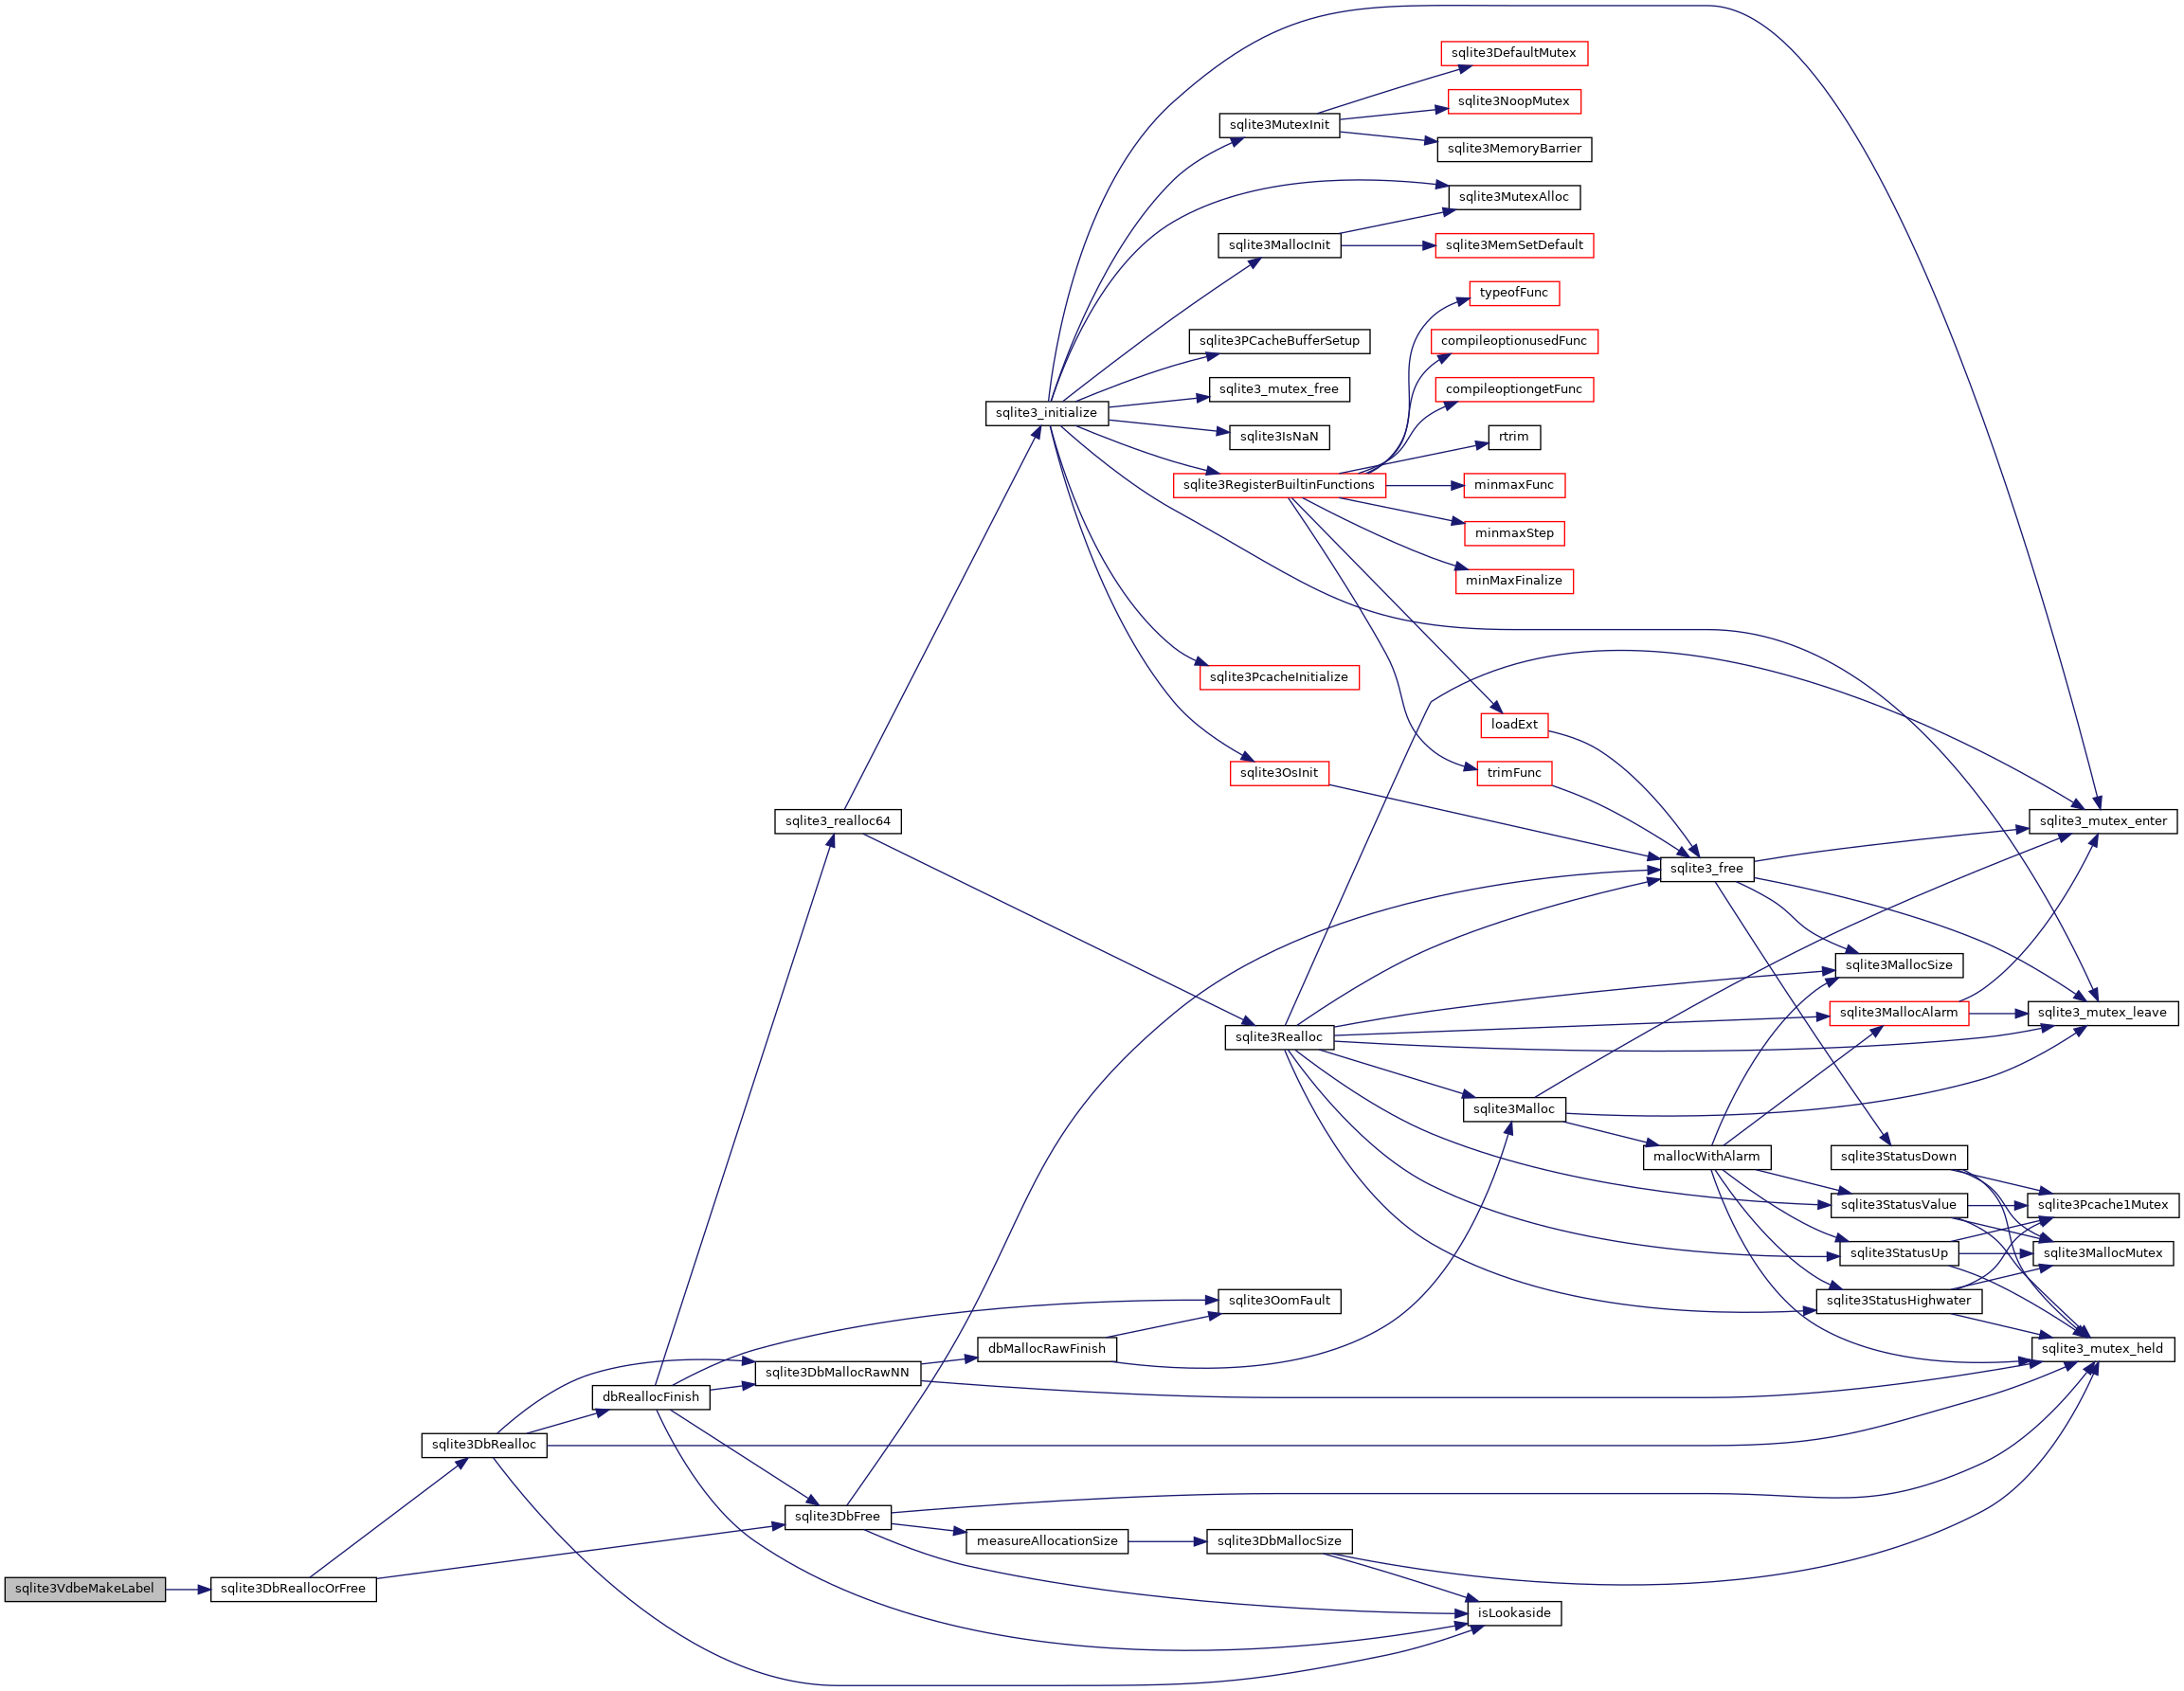 sqlite3DefaultMutex
sqlite3NoopMutex
sqlite3MutexInit
sqlite3MemoryBarrier
sqlite3MutexAlloc
sqlite3MallocInit
sqlite3MemSetDefault
typeofFunc
sqlite3PCacheBufferSetup
compileoptionusedFunc
sqlite3_mutex_free
compileoptiongetFunc
sqlite3_initialize
sqlite3IsNaN
rtrim
sqlite3RegisterBuiltinFunctions
minmaxFunc
minmaxStep
minMaxFinalize
sqlite3PcacheInitialize
loadExt
sqlite3OsInit
trimFunc
sqlite3_realloc64
sqlite3_mutex_enter
sqlite3_free
sqlite3MallocSize
sqlite3MallocAlarm
sqlite3_mutex_leave
sqlite3Realloc
sqlite3Malloc
mallocWithAlarm
sqlite3StatusDown
sqlite3StatusValue
sqlite3Pcache1Mutex
sqlite3StatusUp
sqlite3MallocMutex
sqlite3OomFault
sqlite3StatusHighwater
dbMallocRawFinish
sqlite3_mutex_held
sqlite3DbMallocRawNN
dbReallocFinish
sqlite3DbRealloc
sqlite3DbFree
measureAllocationSize
sqlite3DbMallocSize
sqlite3VdbeMakeLabel
sqlite3DbReallocOrFree
isLookaside